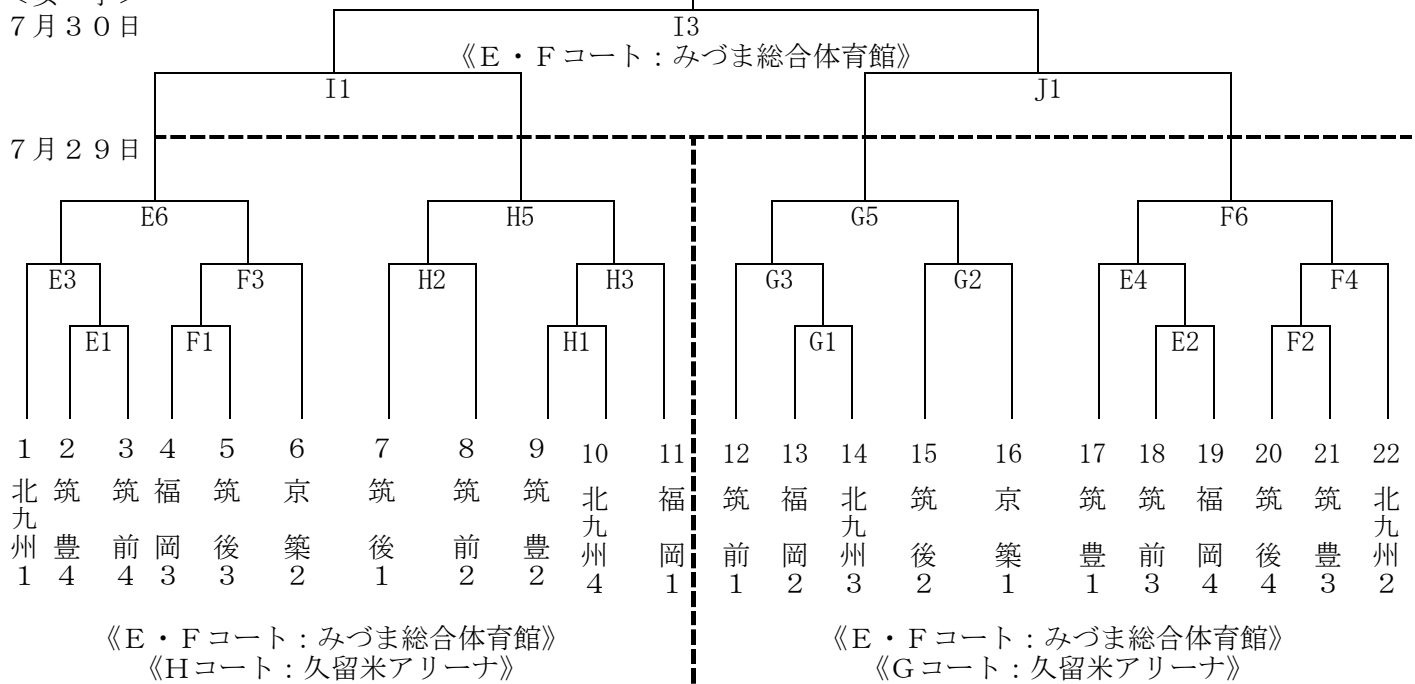 7月30日
I3
《E・Fコート：みづま総合体育館》
I1 J1
7月29日
E6 H5 G5 F6
E3 F3 H2 H3 G3 G2 E4 F4
E1 F1 H1 G1 E2 F2
1 2 3 4 5 6 7 8 9 10 11 12 13 14 15 16 17 18 19 20 21 22
北九州1
筑豊4
筑前4
福岡3
筑後3
京築2
筑後1
筑前2
筑豊2
北九州4
福岡1
筑前1
福岡2
北九州3
筑後2
京築1
筑豊1
筑前3
福岡4
筑後4
筑豊3
北九州2
《E・Fコート：みづま総合体育館》
《Hコート：久留米アリーナ》
《E・Fコート：みづま総合体育館》
《Gコート：久留米アリーナ》